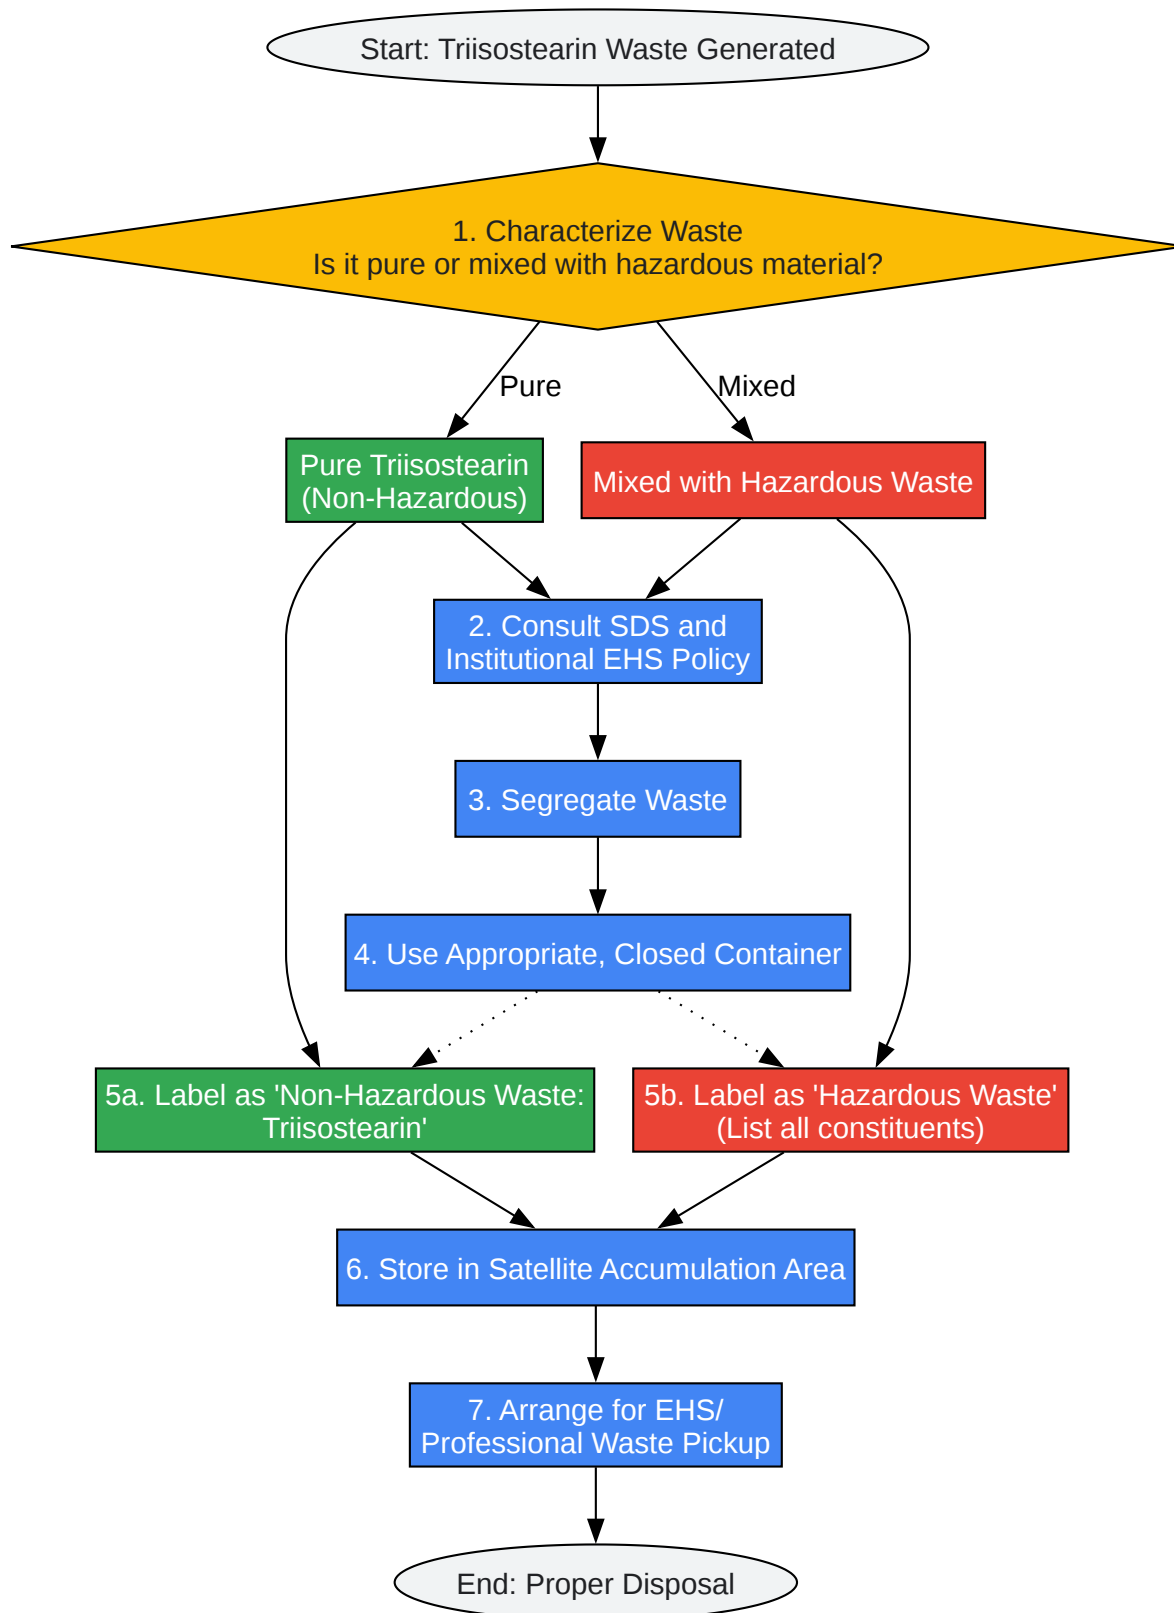 Start: Triisostearin Waste Generated
1. Characterize Waste
Is it pure or mixed with hazardous material?
Pure
Mixed
Pure Triisostearin
(Non-Hazardous)
Mixed with Hazardous Waste
2. Consult SDS and
Institutional EHS Policy
3. Segregate Waste
4. Use Appropriate, Closed Container
5a. Label as 'Non-Hazardous Waste:
Triisostearin'
5b. Label as 'Hazardous Waste'
(List all constituents)
6. Store in Satellite Accumulation Area
7. Arrange for EHS/
Professional Waste Pickup
End: Proper Disposal